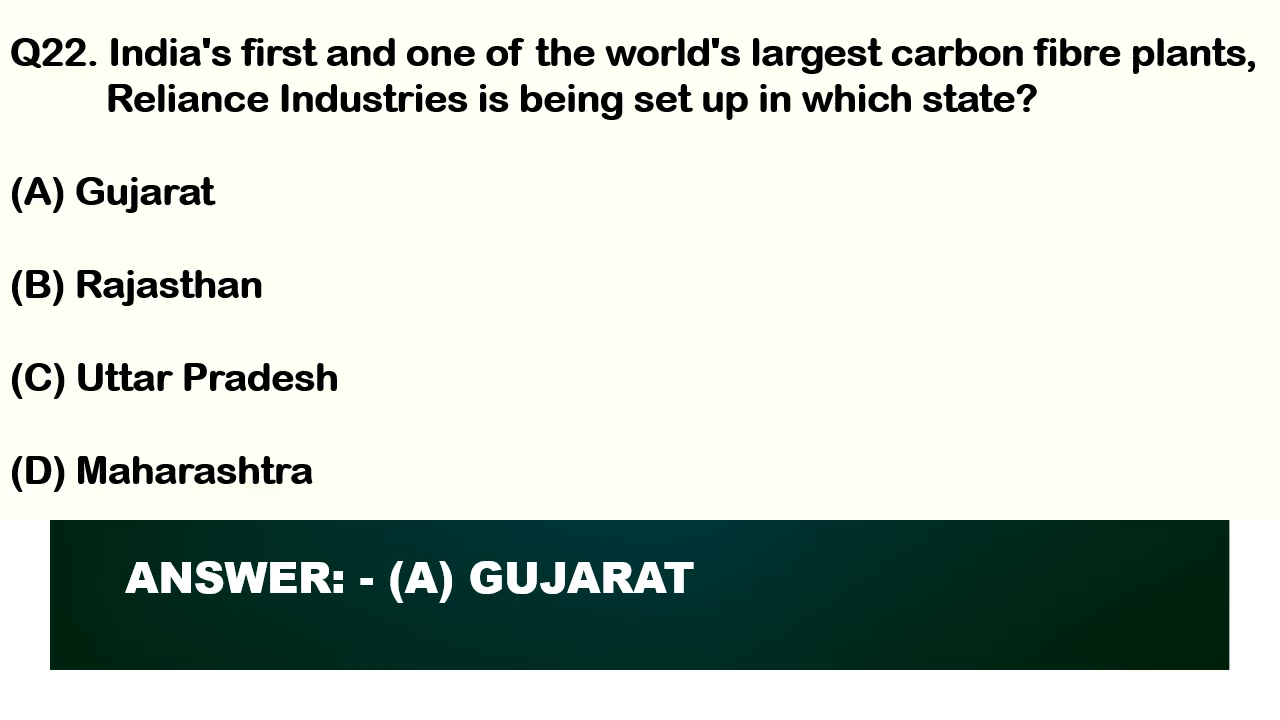 Q22. India's first and one of the world's largest carbon fibre plants,
Reliance Industries is being set up in which state?
(A) Gujarat
(B) Rajasthan
(C) Uttar Pradesh
(D) Maharashtra
ANSWER: - (A) GUJARAT